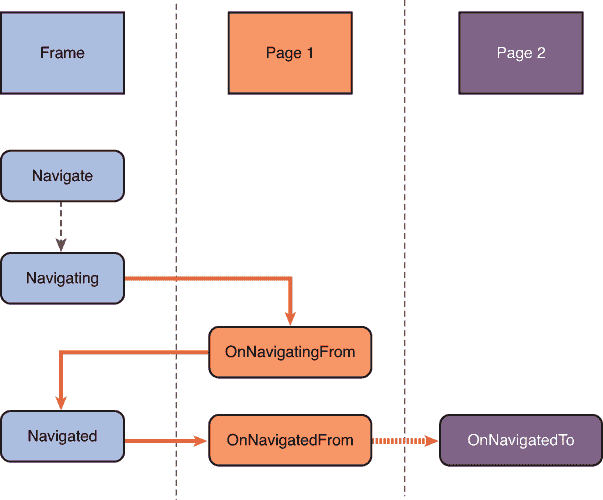 Frame
Page 1
Page 2
Navigate
Navigating
OnNavigatingFrom
Navigated
OnNavigatedFrom
OnNavigatedTo